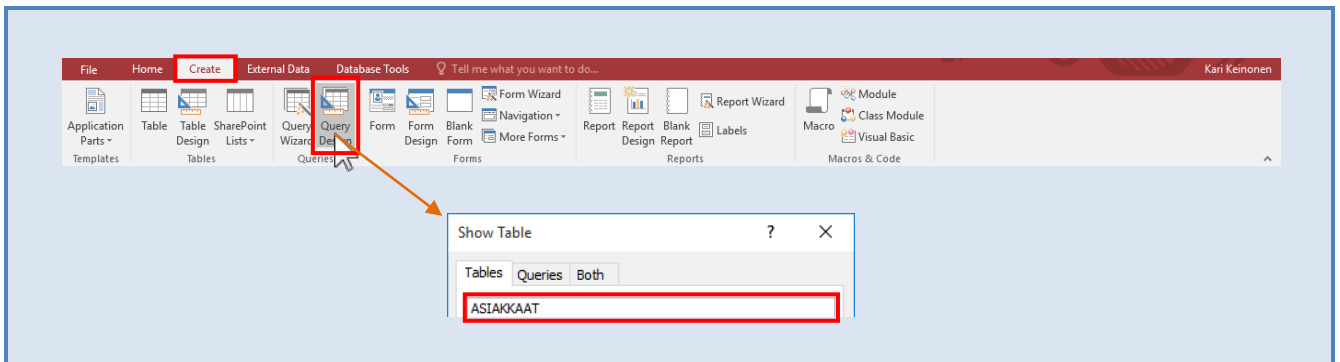 File Home Create External Data Database Tools Tell me what you want to do... Kari Keinonen
Application Parts
Table
Table Design
SharePoint Lists
Query Wizard
Query Design
Form
Form Design
Blank Form
Form Wizard
Navigation
More Forms
Report
Report Design
Blank Report
Report Wizard
Labels
Macro
Module
Class Module
Visual Basic
Templates Tables Queries Forms Reports Macros & Code
Show Table ?
Tables Queries Both
ASIAKKAAT